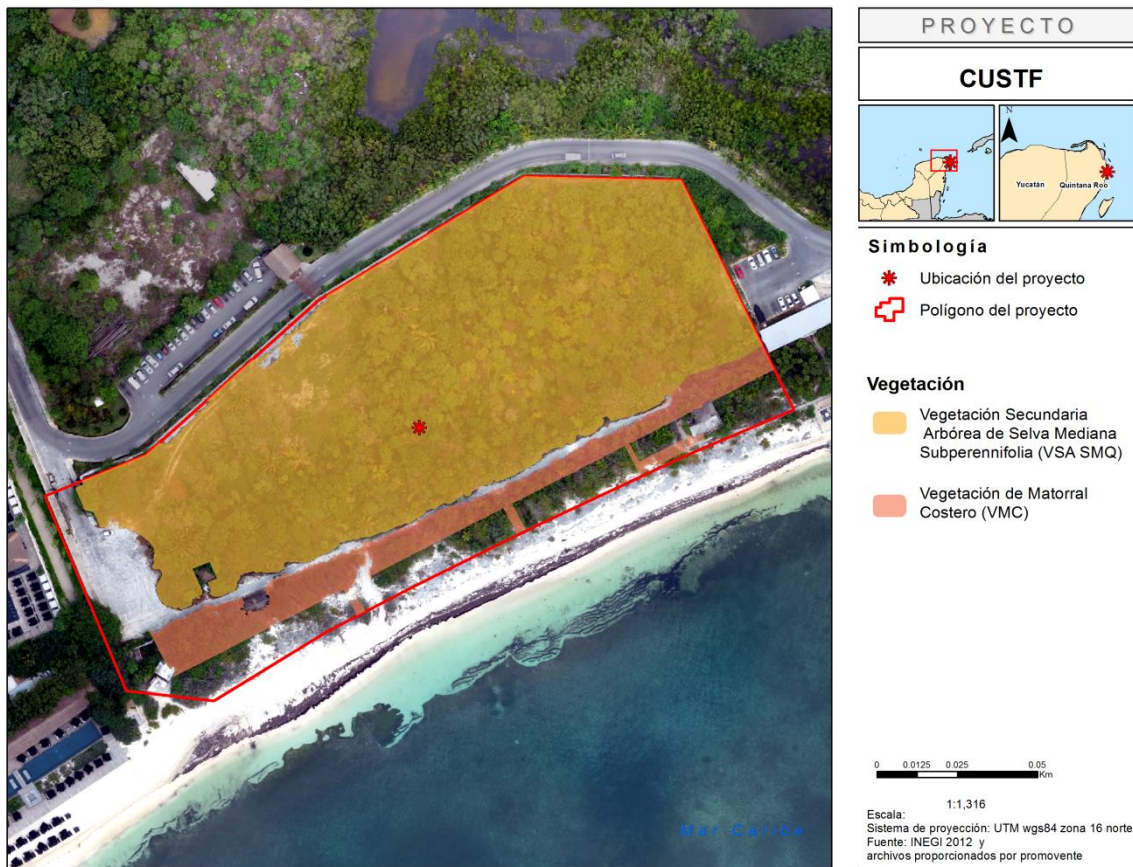 PROYECTO
CUSTF
N
Yucatán
Quintana Roo
Simbología
Ubicación del proyecto
Polígono del proyecto
Vegetación
Vegetación Secundaria
Arbórea de Selva Mediana
Subperennifolia (VSA SMQ)
Vegetación de Matorral
Costero (VMC)
Mar Caribe
0 0.0125 0.025 0.05
Km
1:1,316
Escala:
Sistema de proyección: UTM wgs84 zona 16 norte
Fuente: INEGI 2012 y
archivos proporcionados por promovente